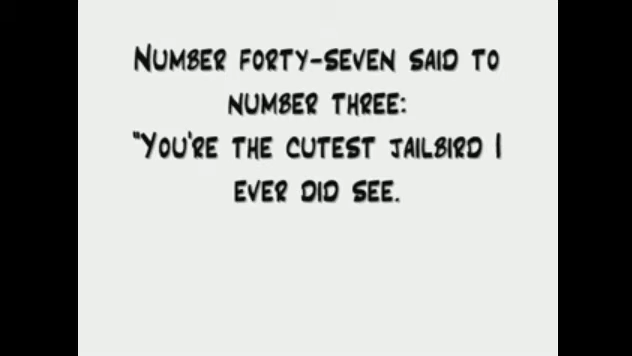 Number forty-seven said to
number three:
"You're the cutest jailbird I
ever did see.